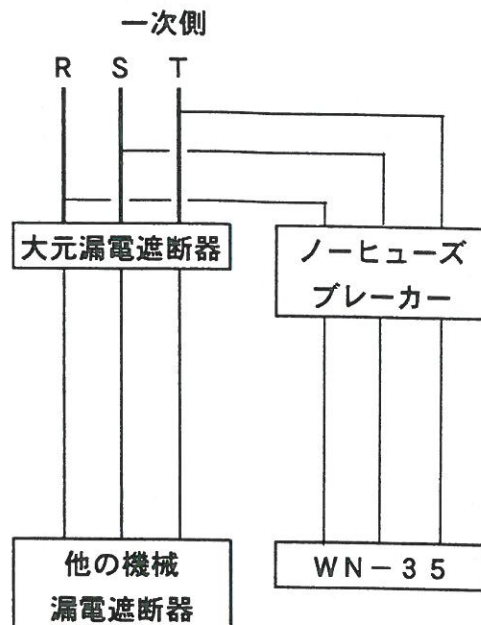 一次側
R S T
大元漏電遮断器
ノーヒューズ
ブレーカー
他の機械
漏電遮断器
WN-35